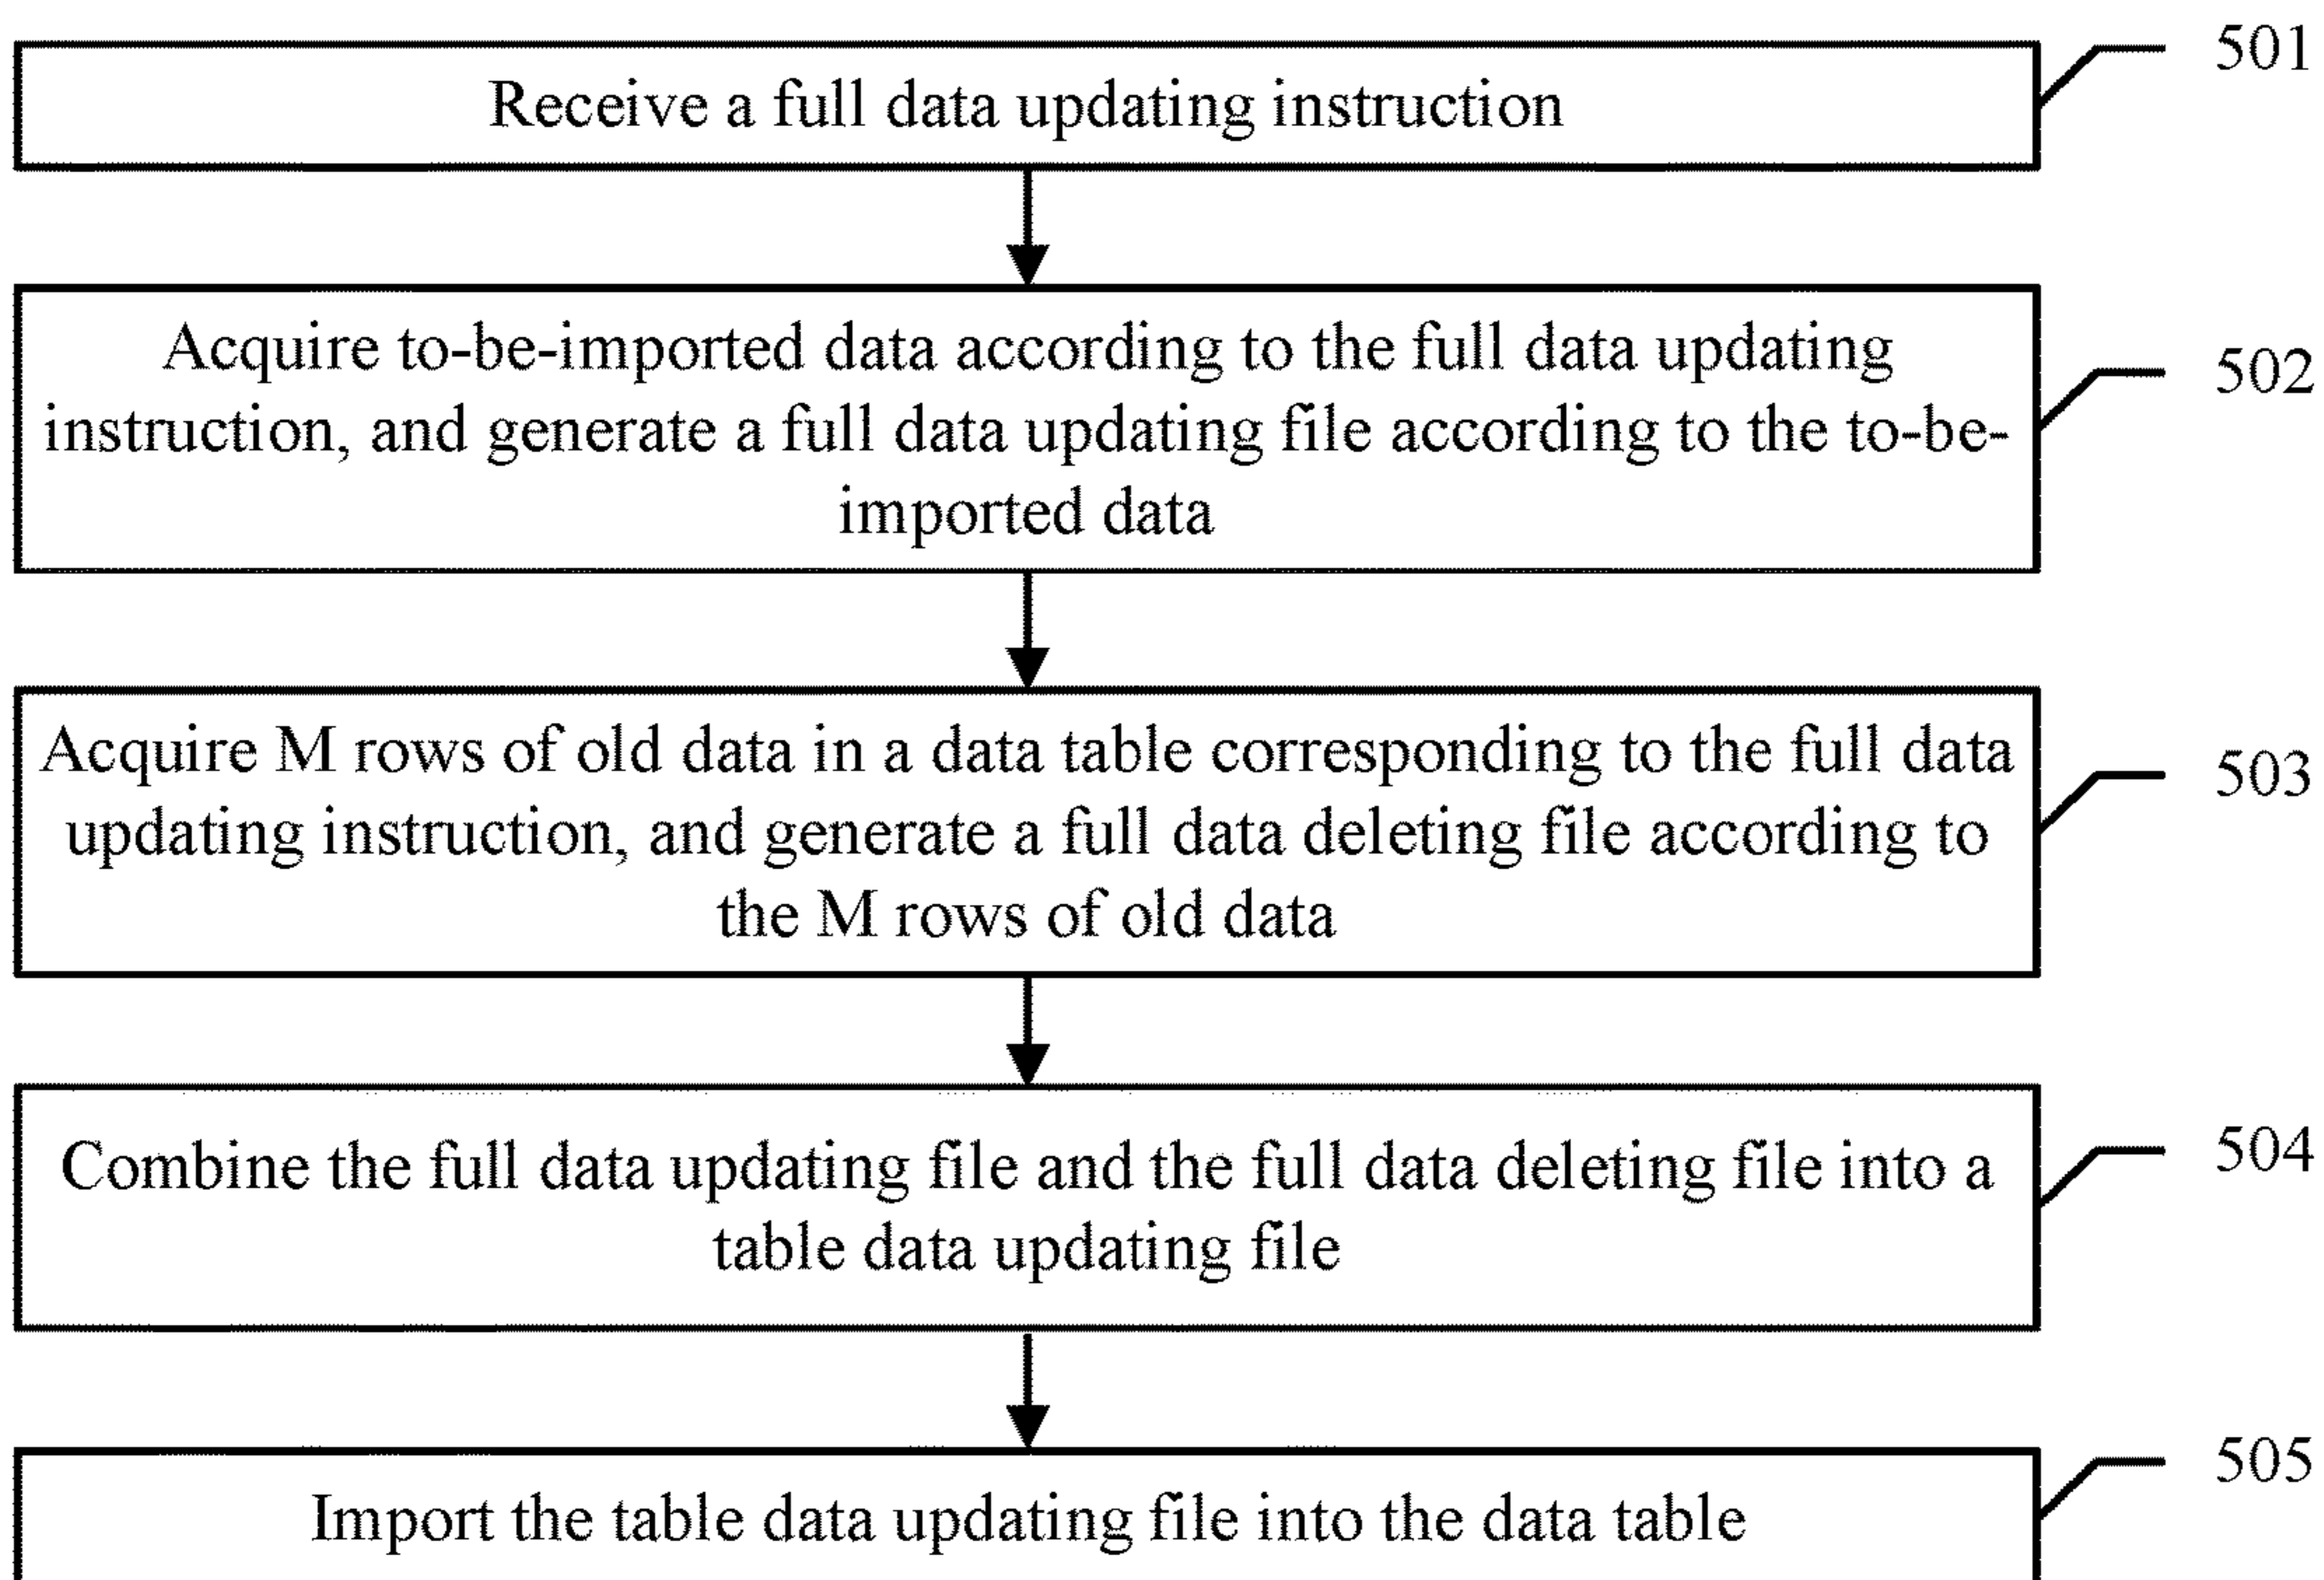 Receive a full data updating instruction
501
Acquire to-be-imported data according to the full data updating
instruction, and generate a full data updating file according to the to-be-
imported data
502
Acquire M rows of old data in a data table corresponding to the full data
updating instruction, and generate a full data deleting file according to
the M rows of old data
503
Combine the full data updating file and the full data deleting file into a
table data updating file
504
Import the table data updating file into the data table
505